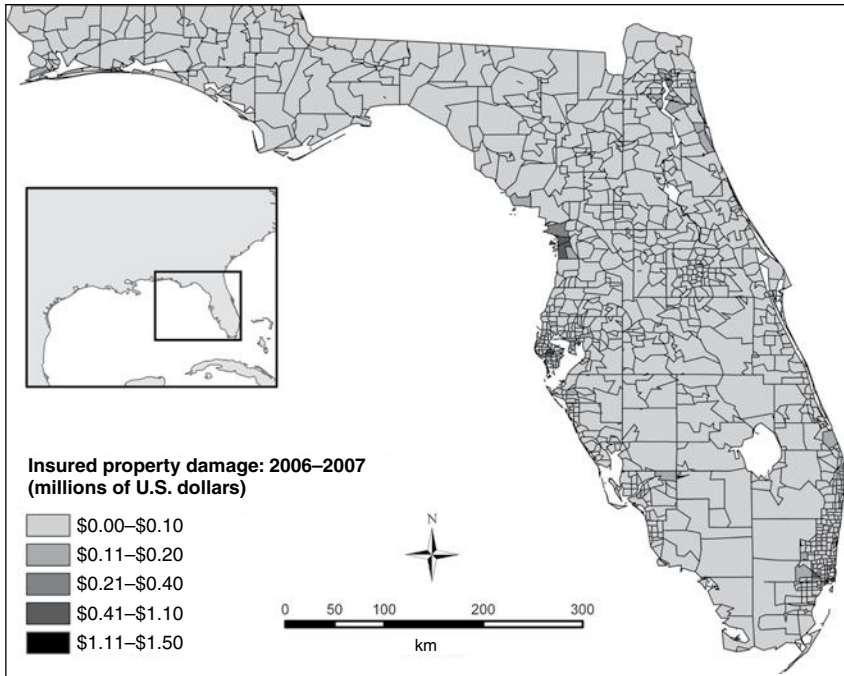 Insured property damage: 2006–2007
(millions of U.S. dollars)
$0.00–$0.10
$0.11–$0.20
$0.21–$0.40
$0.41–$1.10
$1.11–$1.50
N
0 50 100 200 300
km